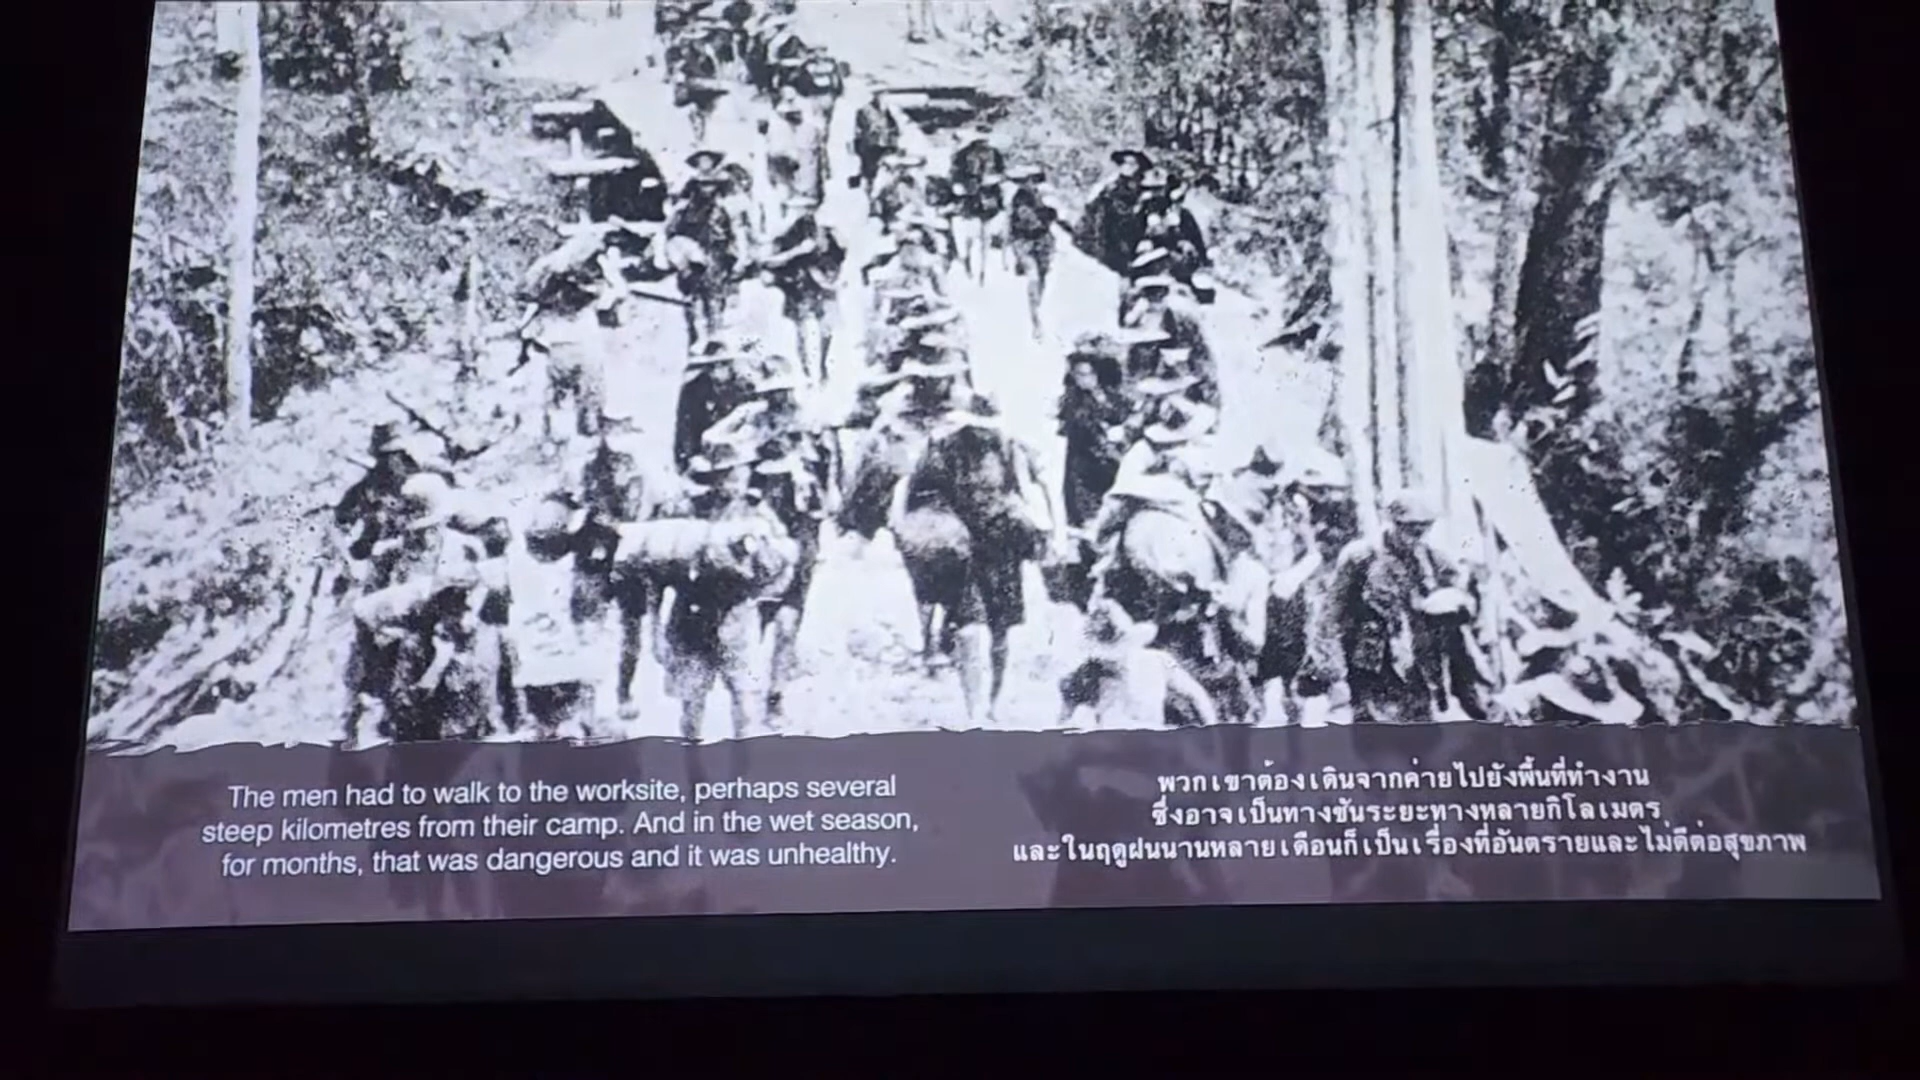 The men had to walk to the worksite, perhaps several
steep kilometres from their camp. And in the wet season,
for months, that was dangerous and it was unhealthy.
พวกเขาต้องเดินจากค่ายไปยังพื้นที่ทำงาน
ซึ่งอาจเป็นทางชันระยะทางหลายกิโลเมตร
และในฤดูฝนนานหลายเดือนก็เป็นเรื่องที่อันตรายและไม่ดีต่อสุขภาพ